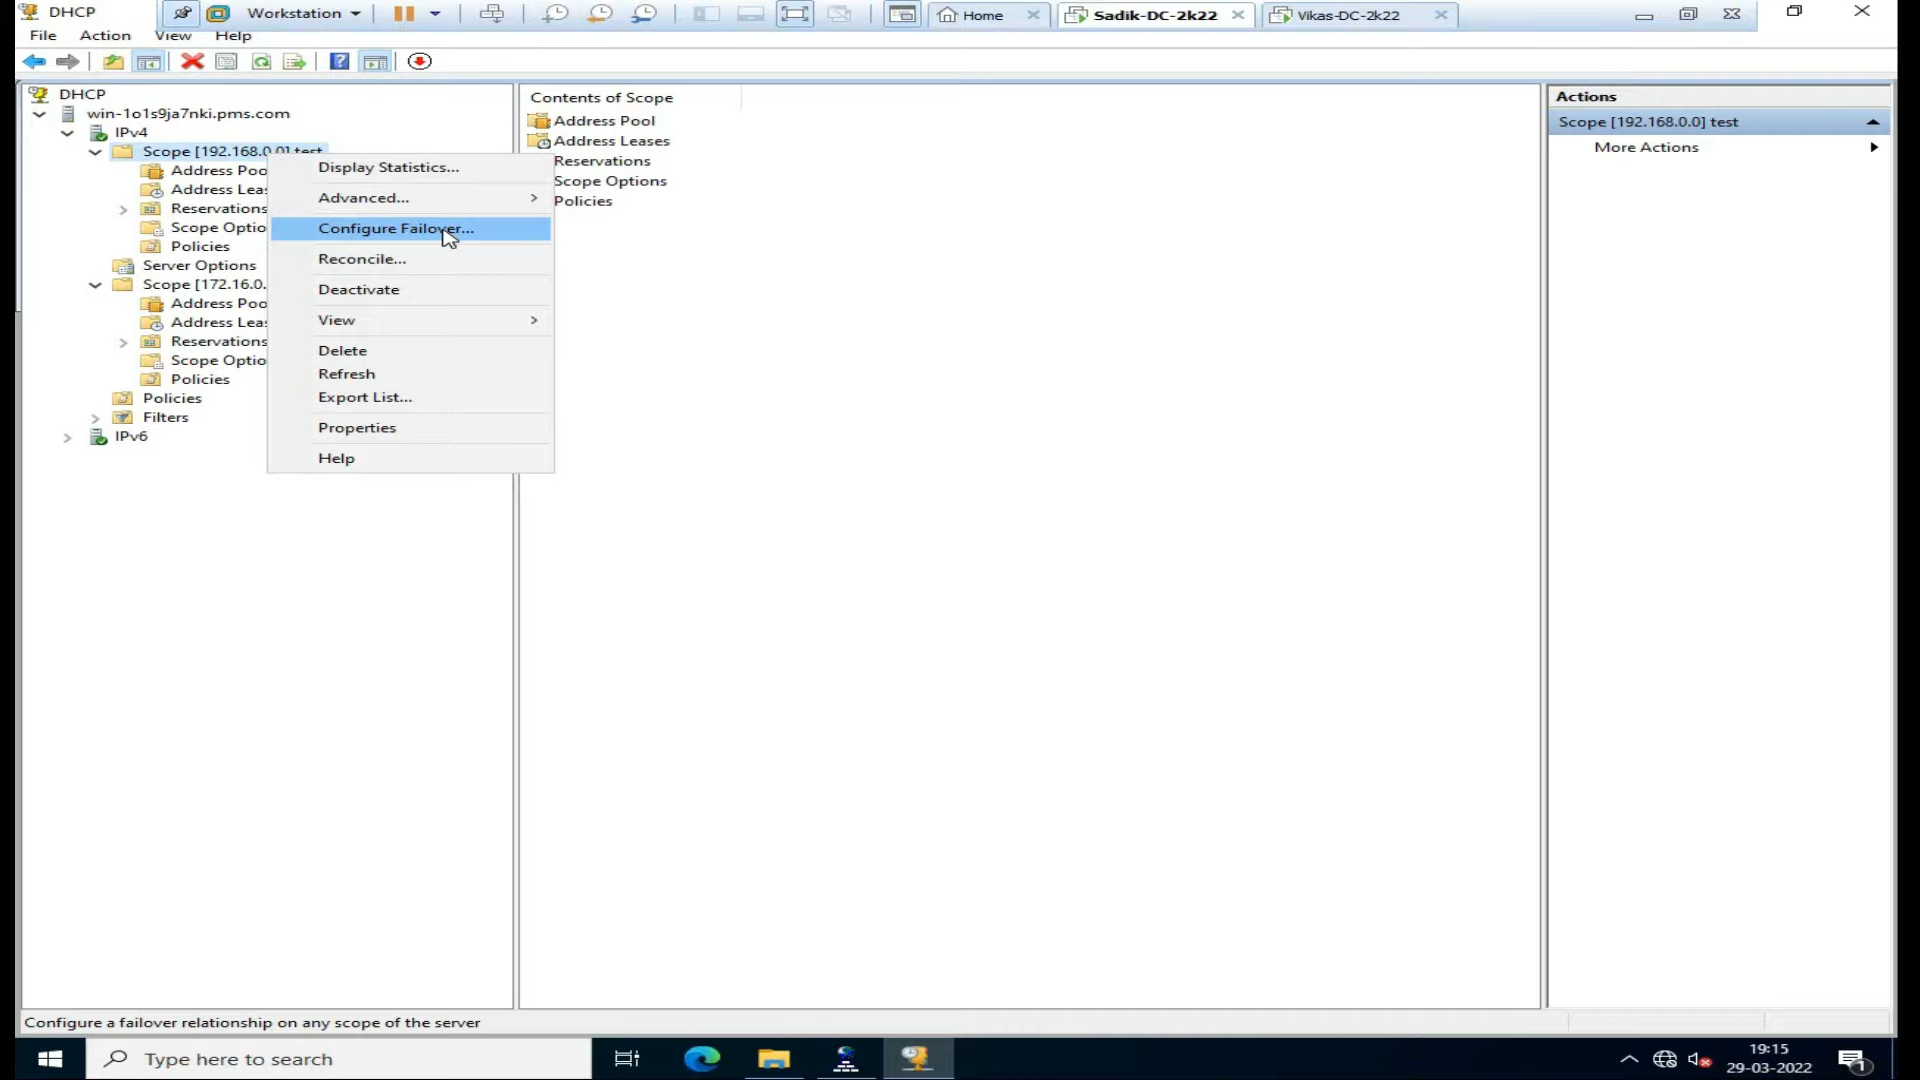 DHCP
Workstation
Home
Sadik-DC-2k22
Vikas-DC-2k22
File Action View Help
DHCP
win-1o1s9ja7nki.pms.com
IPv4
Scope [192.168.0.0] test
Address Poo
Address Lea
Reservations
Scope Optio
Policies
Server Options
Scope [172.16.0.
Address Poo
Address Lea
Reservations
Scope Optio
Policies
Policies
Filters
IPv6
Display Statistics...
Advanced...
Configure Failover...
Reconcile...
Deactivate
View
Delete
Refresh
Export List...
Properties
Help
Contents of Scope
Address Pool
Address Leases
Reservations
Scope Options
Policies
Actions
Scope [192.168.0.0] test
More Actions
Configure a failover relationship on any scope of the server
Type here to search
19:15
29-03-2022
1